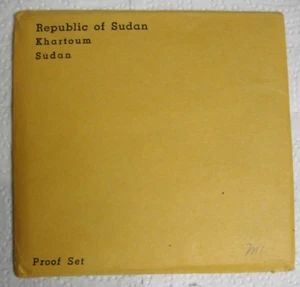 Republic of Sudan
Khartoum
Sudan
Proof Set